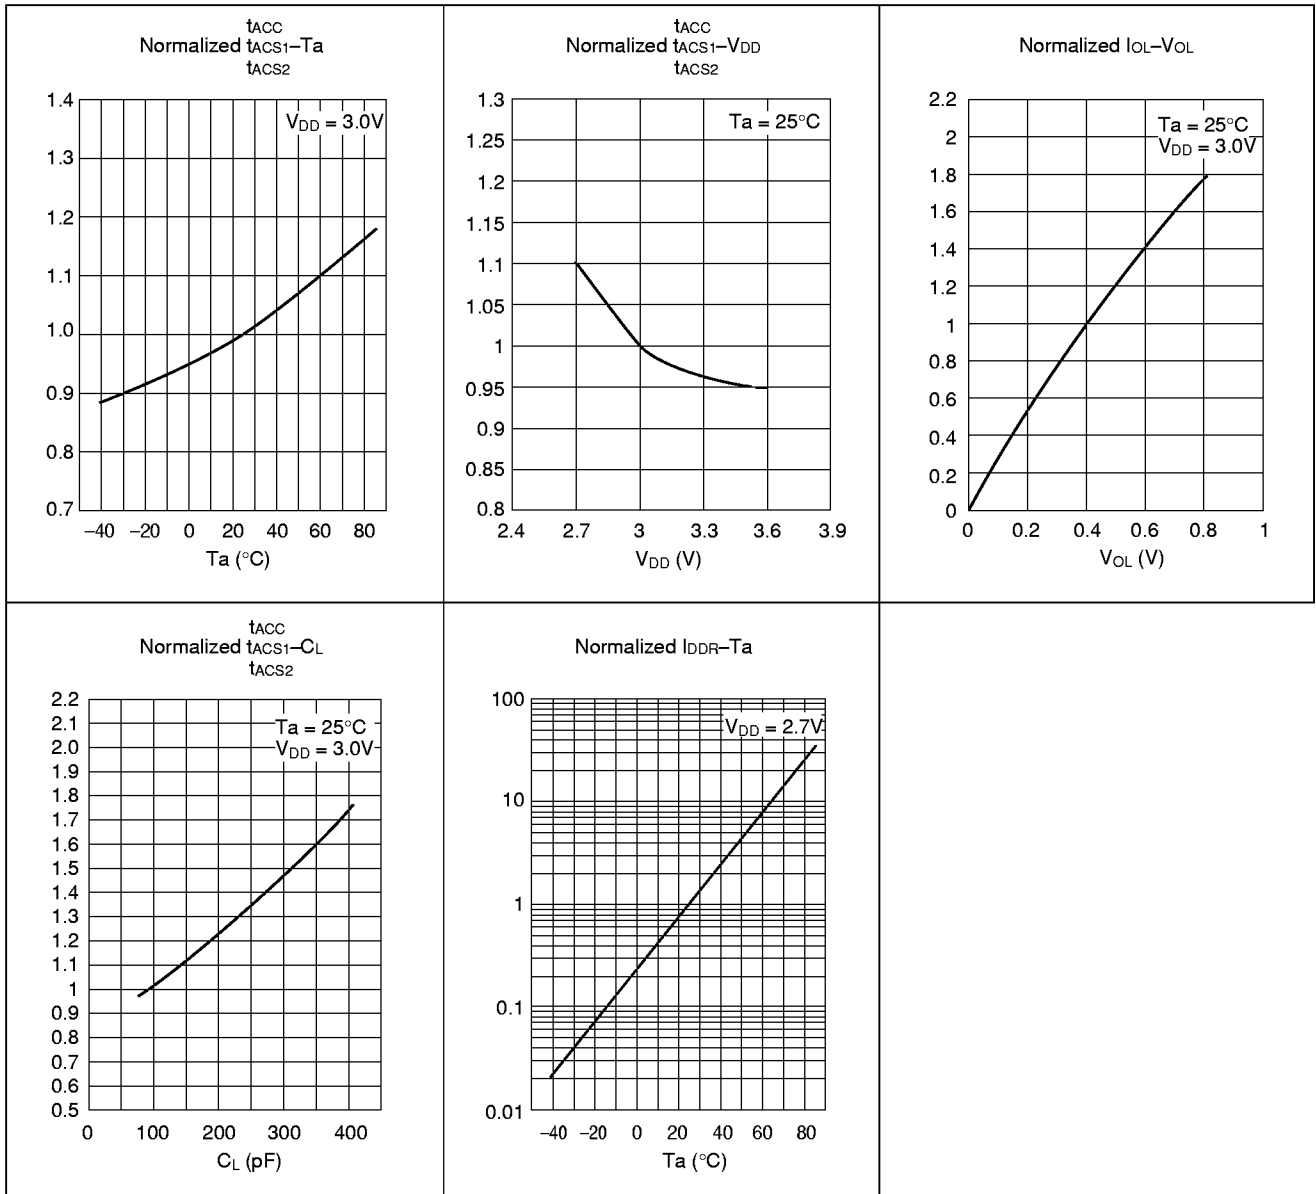 tACC
Normalized tACS1–Ta
tACS2
VDD = 3.0V
1.4
1.3
1.2
1.1
1.0
0.9
0.8
0.7
–40 –20 0 20 40 60 80
Ta (°C)
tACC
Normalized tACS1–VDD
tACS2
Ta = 25°C
1.3
1.25
1.2
1.15
1.1
1.05
1
0.95
0.9
0.85
0.8
2.4 2.7 3 3.3 3.6 3.9
VDD (V)
Normalized IOL–VOL
Ta = 25°C
VDD = 3.0V
2.2
2
1.8
1.6
1.4
1.2
1
0.8
0.6
0.4
0.2
0
0 0.2 0.4 0.6 0.8 1
VOL (V)
tACC
Normalized tACS1–CL
tACS2
Ta = 25°C
VDD = 3.0V
2.2
2.1
2.0
1.9
1.8
1.7
1.6
1.5
1.4
1.3
1.2
1.1
1
0.9
0.8
0.7
0.6
0.5
0 100 200 300 400
CL (pF)
Normalized IDDR–Ta
VDD = 2.7V
100
10
1
0.1
0.01
–40 –20 0 20 40 60 80
Ta (°C)